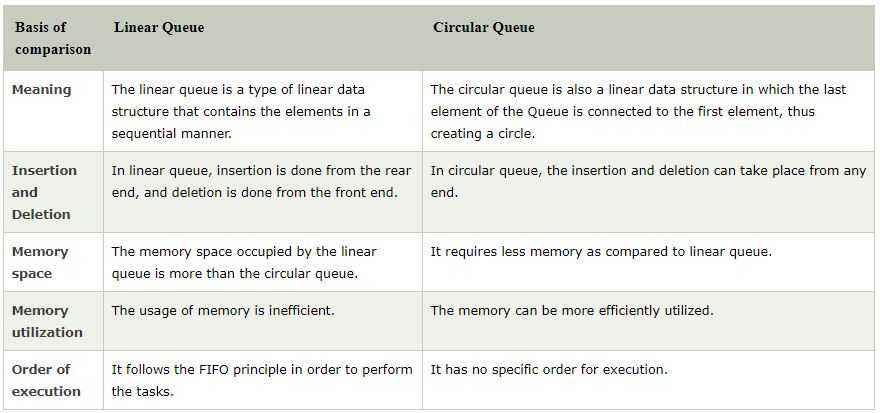 Basis of
comparison
Linear Queue
Circular Queue
Meaning
The linear queue is a type of linear data
structure that contains the elements in a
sequential manner.
The circular queue is also a linear data structure in which the last
element of the Queue is connected to the first element, thus
creating a circle.
Insertion
and
Deletion
In linear queue, insertion is done from the rear
end, and deletion is done from the front end.
In circular queue, the insertion and deletion can take place from any
end.
Memory
space
The memory space occupied by the linear
queue is more than the circular queue.
It requires less memory as compared to linear queue.
Memory
utilization
The usage of memory is inefficient.
The memory can be more efficiently utilized.
Order of
execution
It follows the FIFO principle in order to perform
the tasks.
It has no specific order for execution.